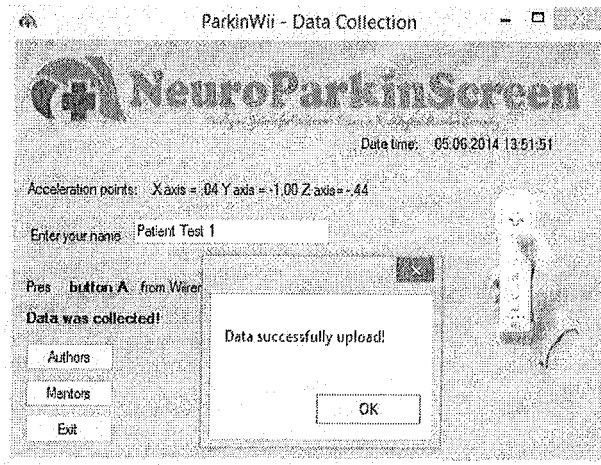 ParkinWii - Data Collection
NeuroParkinScreen
Date time: 05.06.2014 13:51:51
Acceleration points: X axis = .04 Y axis = -1.00 Z axis= -.44
Enter your name Patient Test 1
Pres button A from Wiirer
Data was collected!
Data successfully upload!
Authors
Mentors
Exit
OK